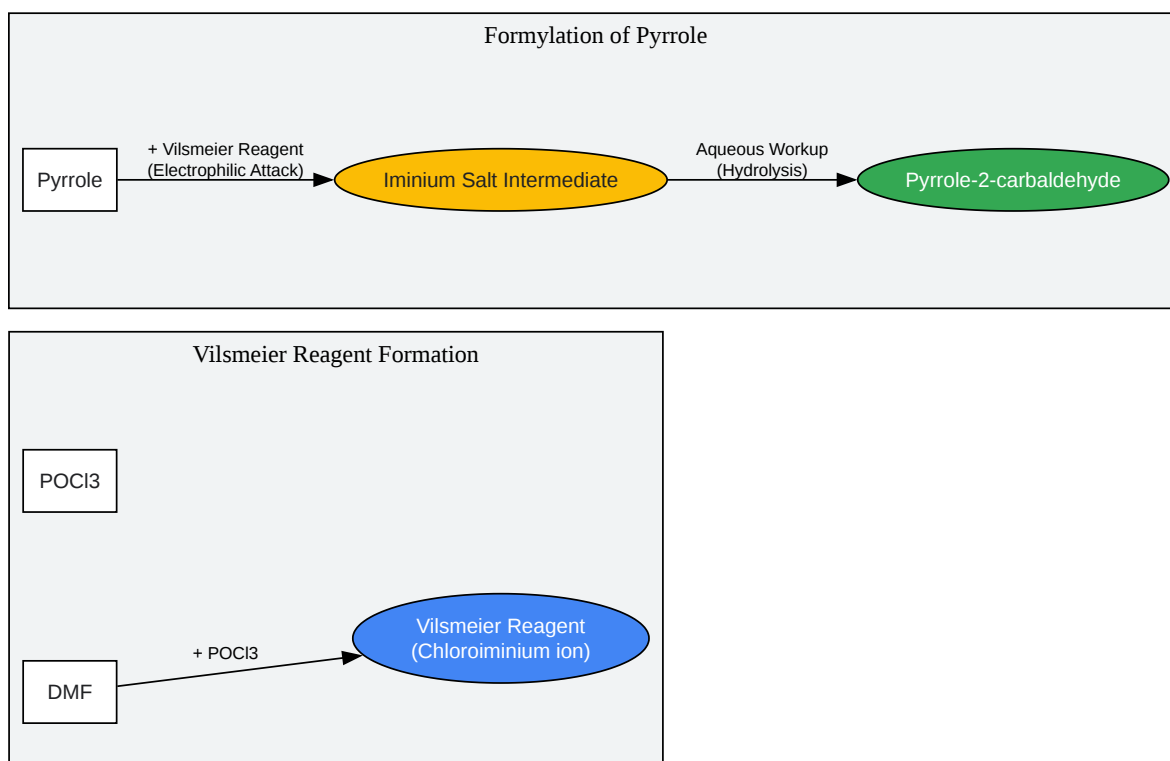 Formylation of Pyrrole
Pyrrole
+ Vilsmeier Reagent
(Electrophilic Attack)
Iminium Salt Intermediate
Aqueous Workup
(Hydrolysis)
Pyrrole-2-carbaldehyde
Vilsmeier Reagent Formation
POCl3
DMF
+ POCl3
Vilsmeier Reagent
(Chloroiminium ion)